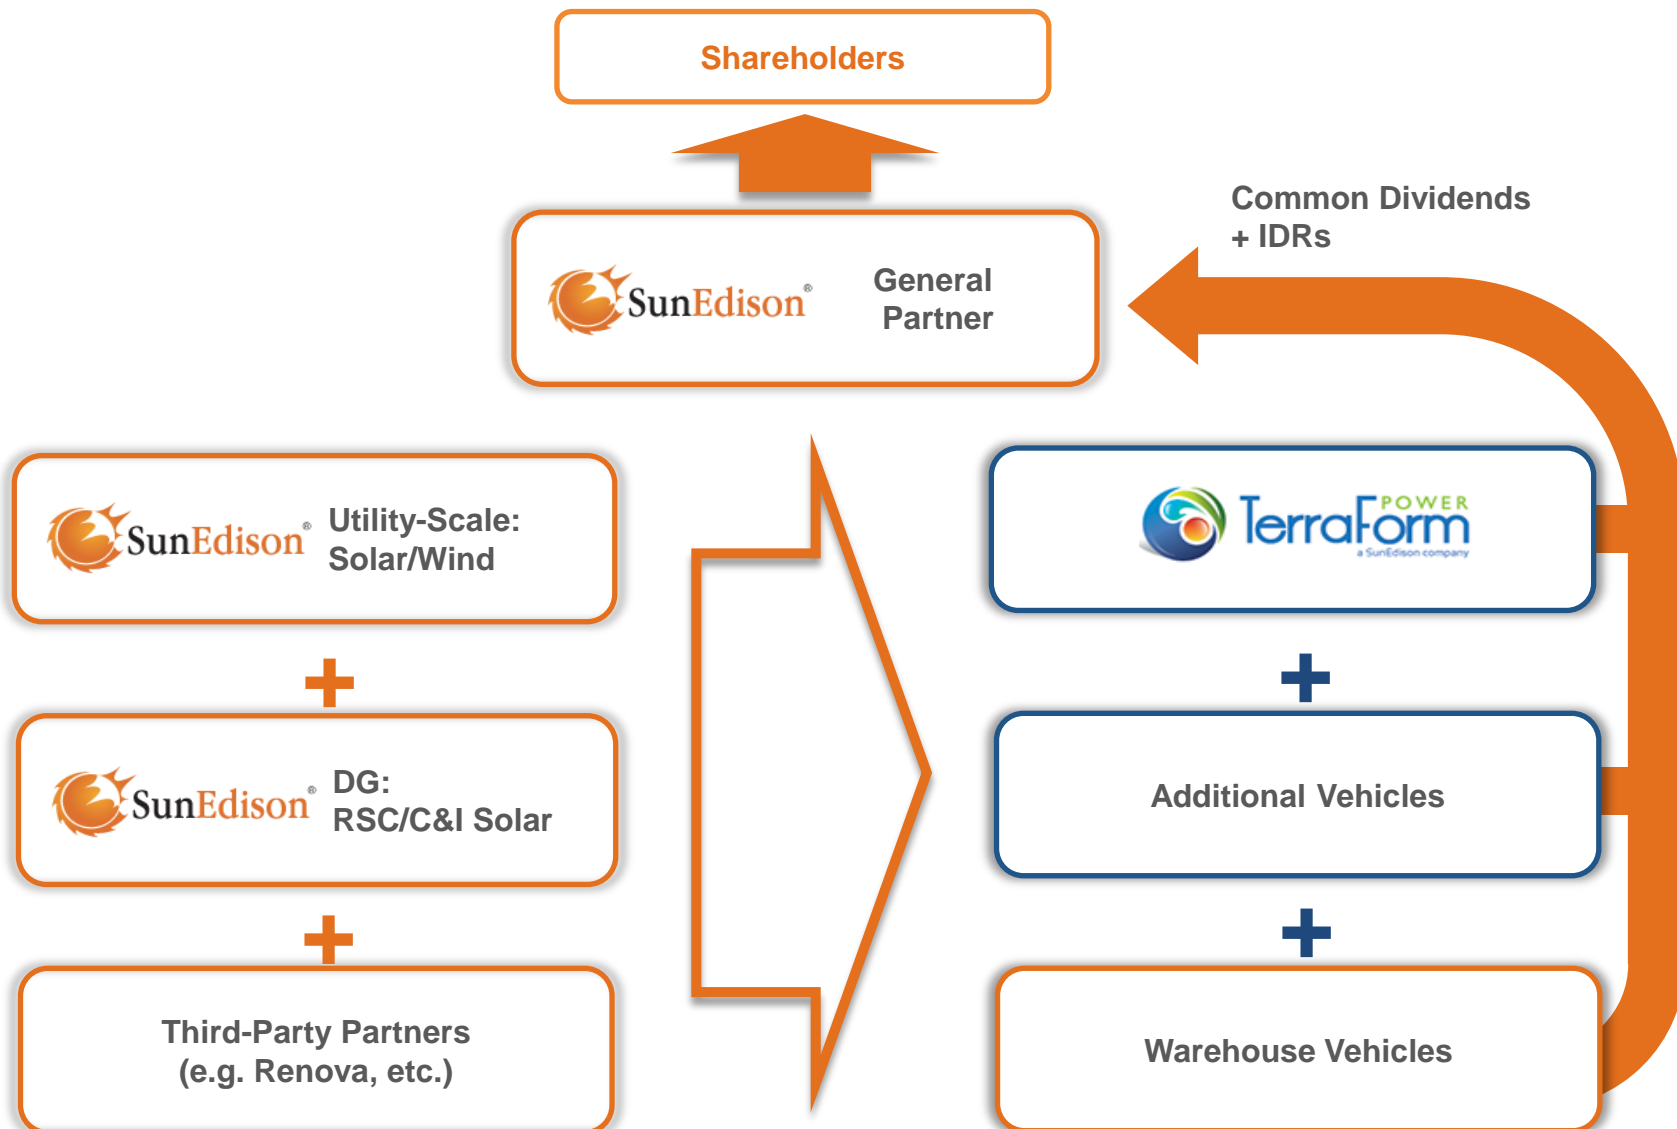 Shareholders
Common Dividends
+ IDRs
SunEdison®
General
Partner
SunEdison®
Utility-Scale:
Solar/Wind
POWER
TerraForm
a SunEdison company
+
+
SunEdison®
DG:
RSC/C&I Solar
Additional Vehicles
+
+
Third-Party Partners
(e.g. Renova, etc.)
Warehouse Vehicles